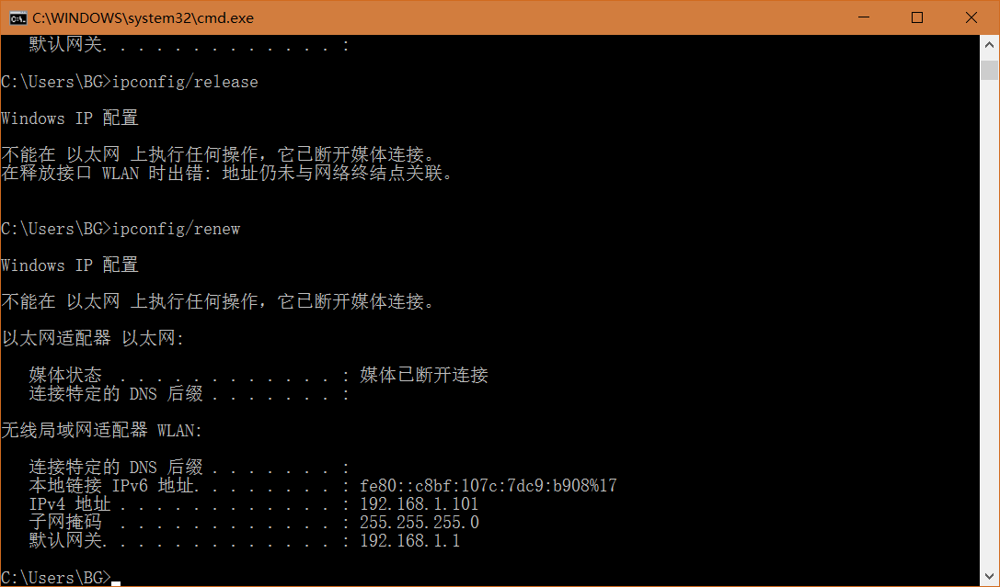 C:\WINDOWS\system32\cmd.exe
默认网关. . . . . . . . . . . . . :
C:\Users\BG>ipconfig/release
Windows IP 配置
不能在 以太网 上执行任何操作，它已断开媒体连接。
在释放接口 WLAN 时出错: 地址仍未与网络终结点关联。
C:\Users\BG>ipconfig/renew
Windows IP 配置
不能在 以太网 上执行任何操作，它已断开媒体连接。
以太网适配器 以太网:
媒体状态  . . . . . . . . . . . . : 媒体已断开连接
连接特定的 DNS 后缀 . . . . . . . :
无线局域网适配器 WLAN:
连接特定的 DNS 后缀 . . . . . . . :
本地链接 IPv6 地址. . . . . . . . : fe80::c8bf:107c:7dc9:b908%17
IPv4 地址 . . . . . . . . . . . . : 192.168.1.101
子网掩码  . . . . . . . . . . . . : 255.255.255.0
默认网关. . . . . . . . . . . . . : 192.168.1.1
C:\Users\BG>